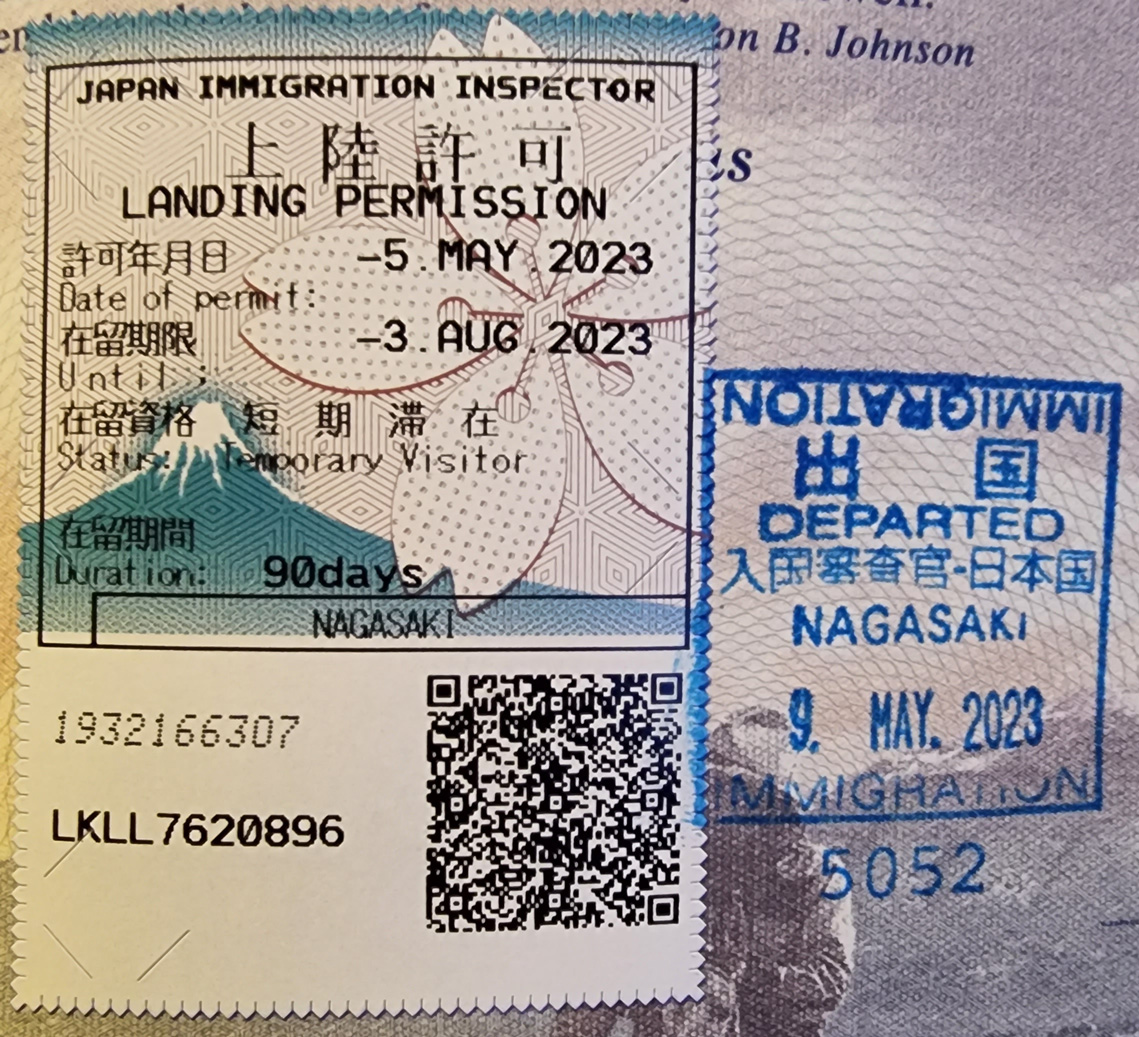 on B. Johnson
JAPAN IMMIGRATION INSPECTOR
上陸許可
LANDING PERMISSION
許可年月日 -5.MAY.2023
Date of permit:
在留期限 -3.AUG.2023
Until:
在留資格 短期滞在
Status: Temporary Visitor
在留期間
Duration: 90days
NAGASAKI
1932166307
LKLL7620896
IMMIGRATION
出国
DEPARTED
入国審査官-日本国
NAGASAKI
9. MAY. 2023
IMMIGRATION
5052